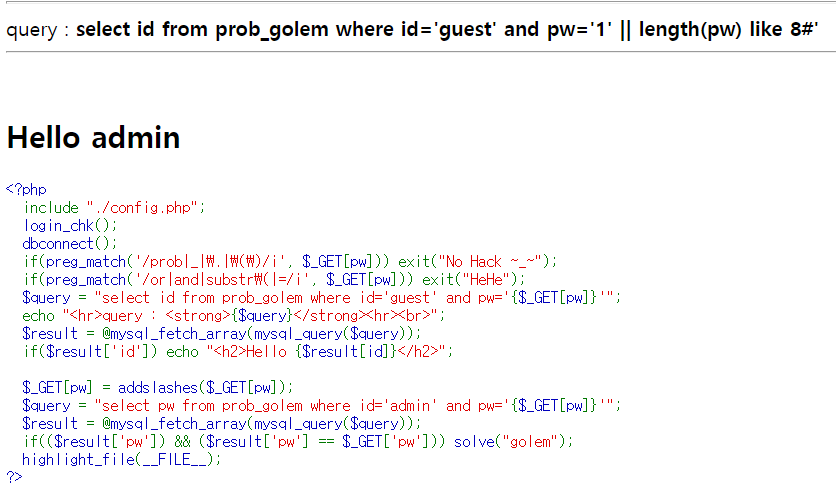 query : select id from prob_golem where id='guest' and pw='1' || length(pw) like 8#'
Hello admin
<?php
include "./config.php";
login_chk();
dbconnect();
if(preg_match('/prob|_|₩.|₩(₩)/i', $_GET[pw])) exit("No Hack ~_~");
if(preg_match('/or|and|substr₩(|=/i', $_GET[pw])) exit("HeHe");
$query = "select id from prob_golem where id='guest' and pw='{$_GET[pw]}'";
echo "<hr>query : <strong>{$query}</strong><hr><br>";
$result = @mysql_fetch_array(mysql_query($query));
if($result['id']) echo "<h2>Hello {$result[id]}</h2>";
$_GET[pw] = addslashes($_GET[pw]);
$query = "select pw from prob_golem where id='admin' and pw='{$_GET[pw]}'";
$result = @mysql_fetch_array(mysql_query($query));
if(($result['pw']) && ($result['pw'] == $_GET['pw'])) solve("golem");
highlight_file(__FILE__);
?>